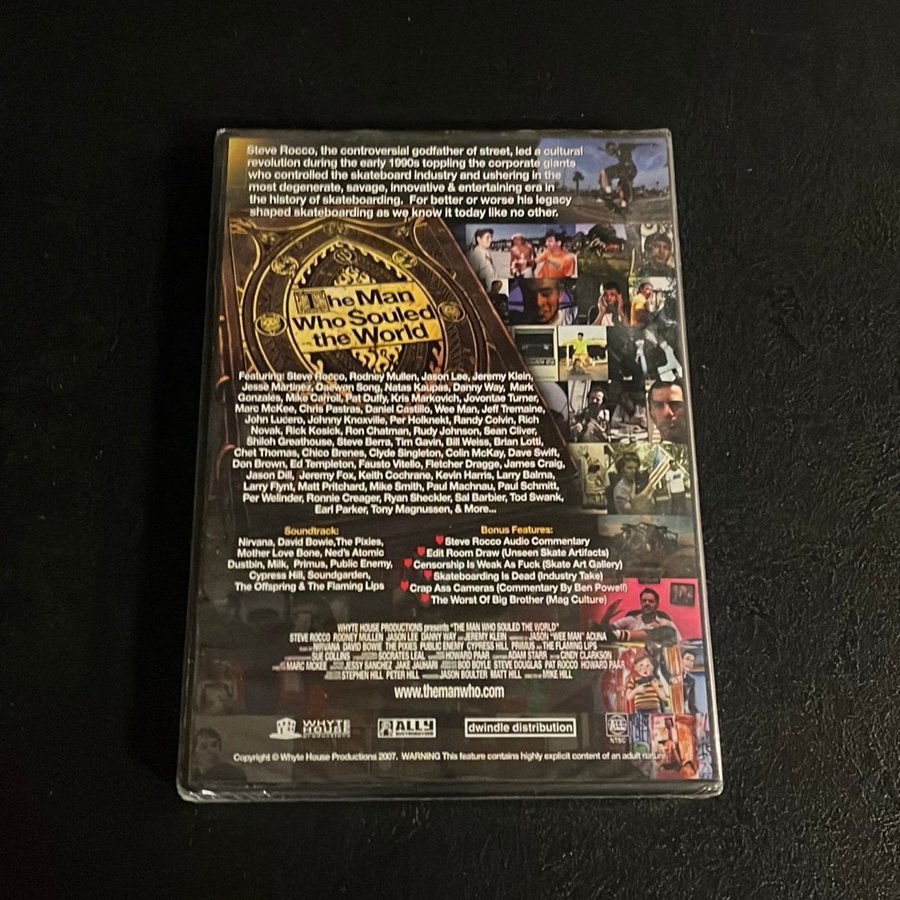 Steve Rocco, the controversial godfather of street, led a cultural
revolution during the early 1990s toppling the corporate giants
who controlled the skateboard industry and ushering in the
most degenerate, savage, innovative & entertaining era in
the history of skateboarding. For better or worse his legacy
shaped skateboarding as we know it today like no other.
The Man
Who Souled
the World
Featuring: Steve Rocco, Rodney Mullen, Jason Lee, Jeremy Klein,
Jesse Martinez, Daewon Song, Natas Kaupas, Danny Way, Mark
Gonzales, Mike Carroll, Pat Duffy, Kris Markovich, Jovontae Turner,
Marc McKee, Chris Pastras, Daniel Castillo, Wee Man, Jeff Tremaine,
John Lucero, Johnny Knoxville, Per Holknekt, Randy Colvin, Rich
Novak, Rick Kosick, Ron Chatman, Rudy Johnson, Sean Cliver,
Shiloh Greathouse, Steve Berra, Tim Gavin, Bill Weiss, Brian Lotti,
Chet Thomas, Chico Brenes, Clyde Singleton, Colin McKay, Dave Swift,
Don Brown, Ed Templeton, Fausto Vitello, Fletcher Dragge, James Craig,
Jason Dill, Jeremy Fox, Keith Cochrane, Kevin Harris, Larry Balma,
Larry Flynt, Matt Pritchard, Mike Smith, Paul Machnau, Paul Schmitt,
Per Welinder, Ronnie Creager, Ryan Sheckler, Sal Barbier, Tod Swank,
Earl Parker, Tony Magnussen, & More...
Soundtrack:
Nirvana, David Bowie,The Pixies,
Mother Love Bone, Ned's Atomic
Dustbin, Milk, Primus, Public Enemy,
Cypress Hill, Soundgarden,
The Offspring & The Flaming Lips
Bonus Features:
Steve Rocco Audio Commentary
Edit Room Draw (Unseen Skate Artifacts)
Censorship Is Weak As Fuck (Skate Art Gallery)
Skateboarding Is Dead (Industry Take)
Crap Ass Cameras (Commentary By Ben Powell)
The Worst Of Big Brother (Mag Culture)
WHYTE HOUSE PRODUCTIONS presents "THE MAN WHO SOULED THE WORLD"
STEVE ROCCO RODNEY MULLEN JASON LEE DANNY WAY JEREMY KLEIN JASON "WEE MAN" ACUNA
NIRVANA DAVID BOWIE THE PIXIES PUBLIC ENEMY CYPRESS HILL PRIMUS THE FLAMING LIPS
SUE COLLINS SOCRATES LEAL HOWARD PAAR ADAM STARR CINDY CLARKSON
MARC MCKEE JESSY SANCHEZ JAKE JAUHARI BOD BOYLE STEVE DOUGLAS PAT ROCCO HOWARD PAAR
STEPHEN HILL PETER HILL JASON BOULTER MATT HILL MIKE HILL
www.themanwho.com
WHYTE HOUSE productions
RALLY DISTRIBUTION
dwindle distribution
ALL NTSC
Copyright © Whyte House Productions 2007. WARNING This feature contains highly explicit content of an adult nature.